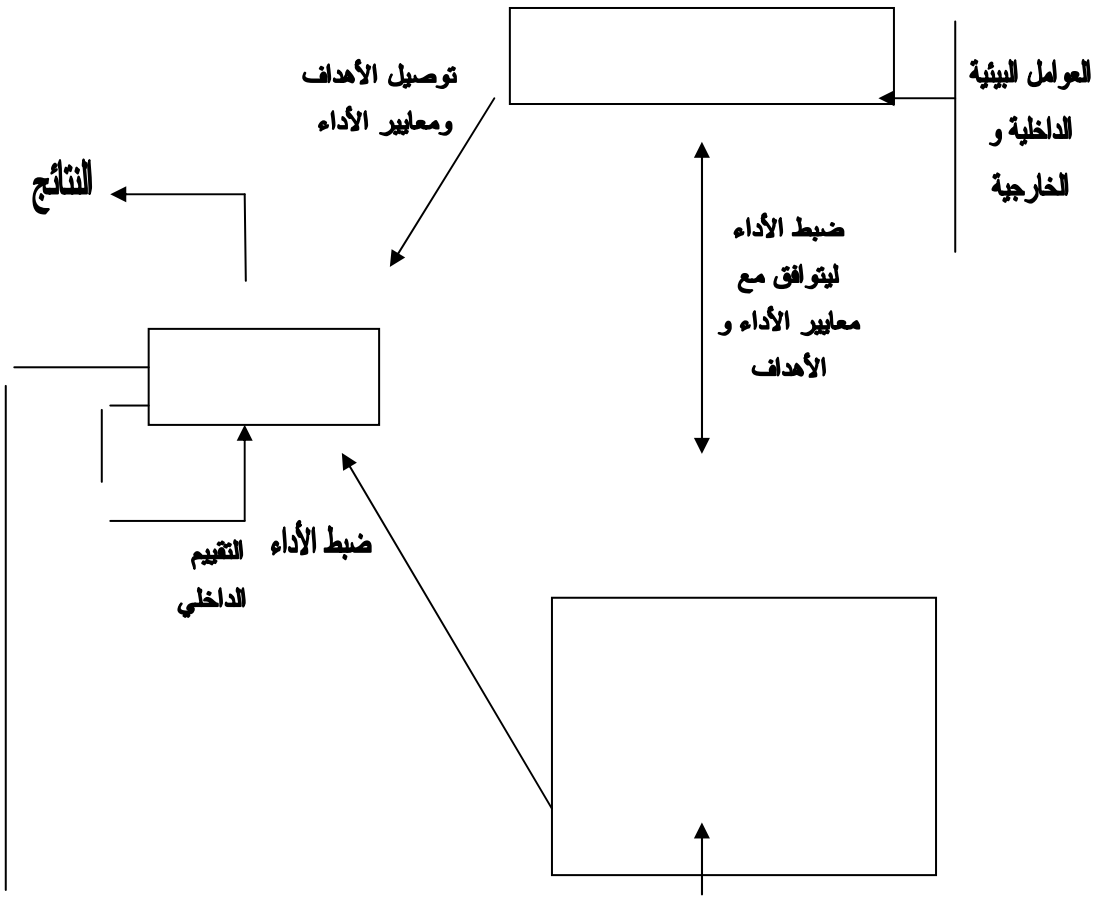 العوامل البيئية
الداخلية و
الخارجية
توصيل الأهداف
ومعايير الأداء
النتائج
ضبط الأداء
ليتوافق مع
معايير الأداء و
الأهداف
ضبط الأداء
التقييم
الداخلي